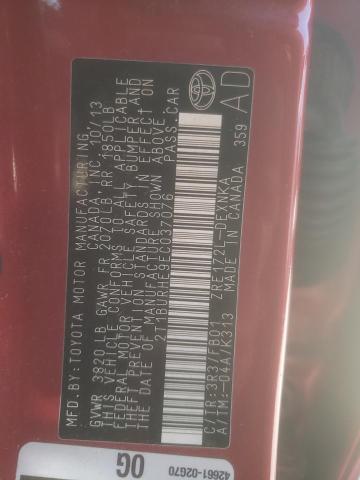 MFD. BY: TOYOTA MOTOR MANUFACTURING
CANADA, INC. 10/13
GVWR 3820LB GAWR FR 2070LB RR 1850LB
THIS VEHICLE CONFORMS TO ALL APPLICABLE
FEDERAL MOTOR VEHICLE SAFETY, BUMPER, AND
THEFT PREVENTION STANDARDS IN EFFECT ON
THE DATE OF MANUFACTURE SHOWN ABOVE.
2T1BURHE9EC037076 PASS. CAR
TOYOTA
C/TR: 3R3/FB01 ZRE172L-DEXNKA
A/TM:-04A/K313 MADE IN CANADA 359
AD
0G
42661-02G70